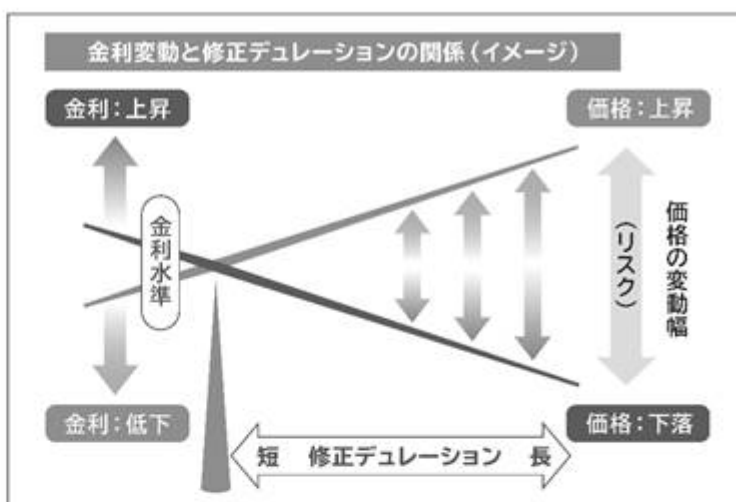 金利変動と修正デュレーションの関係（イメージ）
金利：上昇
価格：上昇
金利水準
（リスク）
価格の変動幅
金利：低下
価格：下落
短　修正デュレーション　長